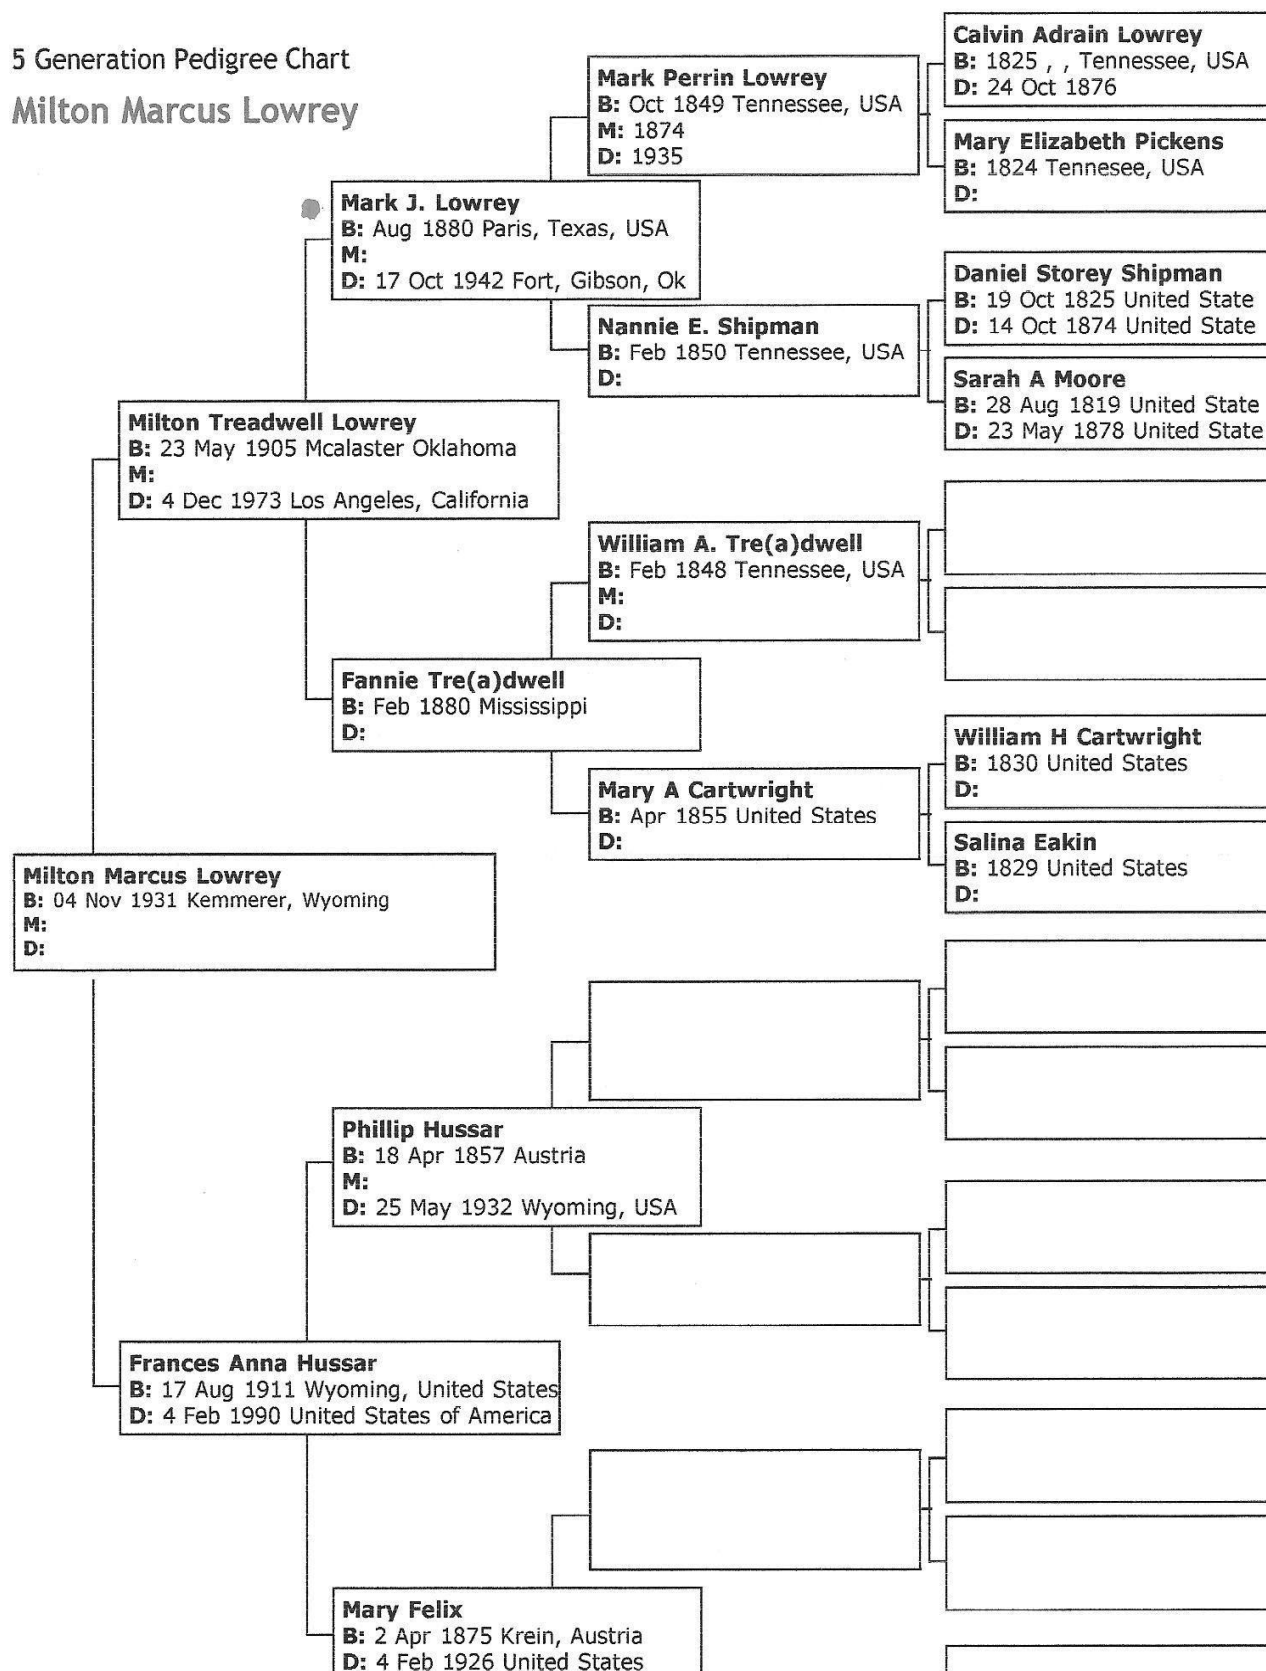 5 Generation Pedigree Chart
Milton Marcus Lowrey
Calvin Adrain Lowrey
B: 1825 , , Tennessee, USA
D: 24 Oct 1876
Mark Perrin Lowrey
B: Oct 1849 Tennessee, USA
M: 1874
D: 1935
Mary Elizabeth Pickens
B: 1824 Tennesee, USA
D:
Mark J. Lowrey
B: Aug 1880 Paris, Texas, USA
M:
D: 17 Oct 1942 Fort, Gibson, Ok
Daniel Storey Shipman
B: 19 Oct 1825 United State
D: 14 Oct 1874 United State
Nannie E. Shipman
B: Feb 1850 Tennessee, USA
D:
Sarah A Moore
B: 28 Aug 1819 United State
D: 23 May 1878 United State
Milton Treadwell Lowrey
B: 23 May 1905 Mcalaster Oklahoma
M:
D: 4 Dec 1973 Los Angeles, California
William A. Tre(a)dwell
B: Feb 1848 Tennessee, USA
M:
D:
Fannie Tre(a)dwell
B: Feb 1880 Mississippi
D:
William H Cartwright
B: 1830 United States
D:
Mary A Cartwright
B: Apr 1855 United States
D:
Salina Eakin
B: 1829 United States
D:
Milton Marcus Lowrey
B: 04 Nov 1931 Kemmerer, Wyoming
M:
D:
Phillip Hussar
B: 18 Apr 1857 Austria
M:
D: 25 May 1932 Wyoming, USA
Frances Anna Hussar
B: 17 Aug 1911 Wyoming, United States
D: 4 Feb 1990 United States of America
Mary Felix
B: 2 Apr 1875 Krein, Austria
D: 4 Feb 1926 United States